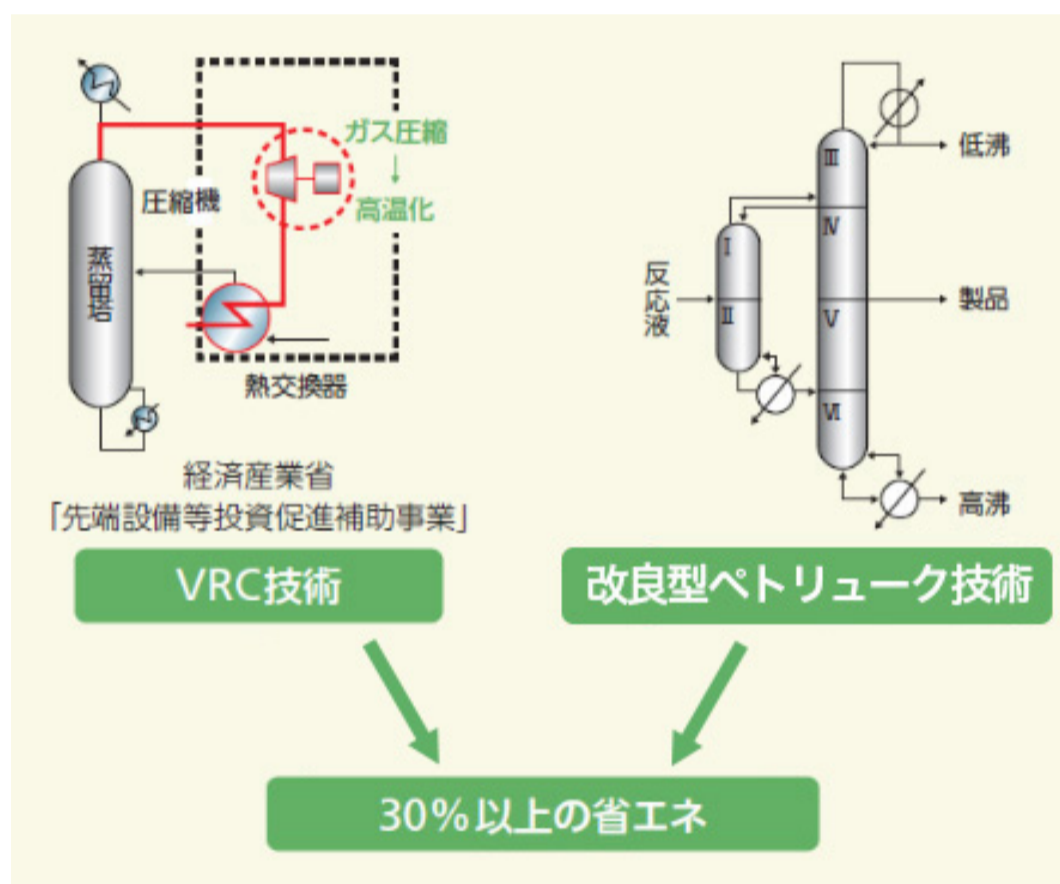 ガス圧縮
高温化
圧縮機
蒸留塔
熱交換器
経済産業省
「先端設備等投資促進補助事業」
VRC技術
低沸
Ⅲ
Ⅳ
Ⅰ
反応液
製品
Ⅱ
Ⅴ
Ⅵ
高沸
改良型ペトリューク技術
30%以上の省エネ